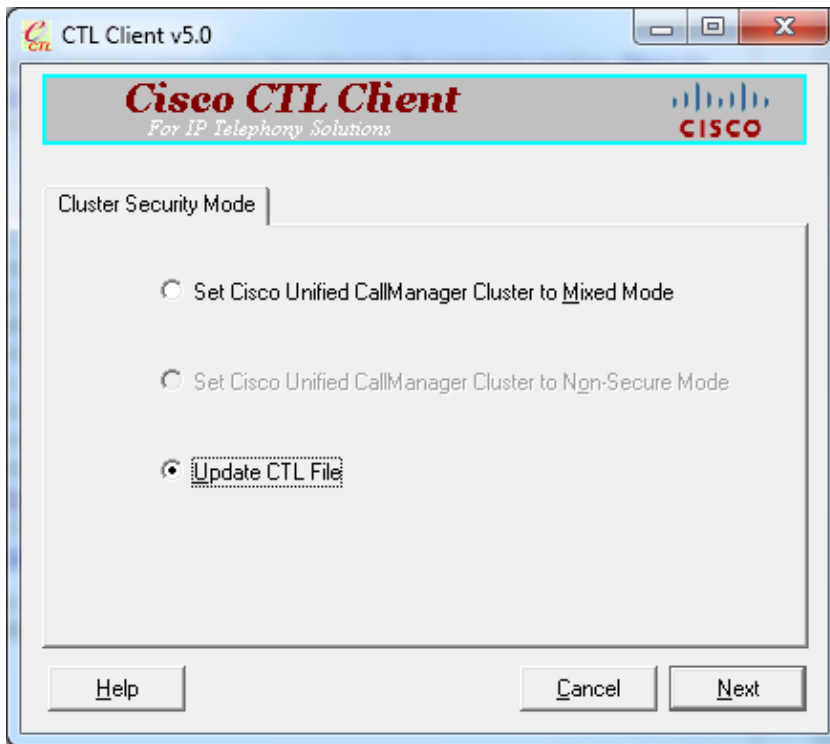 CTL Client v5.0
Cisco CTL Client
For IP Telephony Solutions
CISCO
Cluster Security Mode
Set Cisco Unified CallManager Cluster to Mixed Mode
Set Cisco Unified CallManager Cluster to Non-Secure Mode
Update CTL File
Help
Cancel
Next